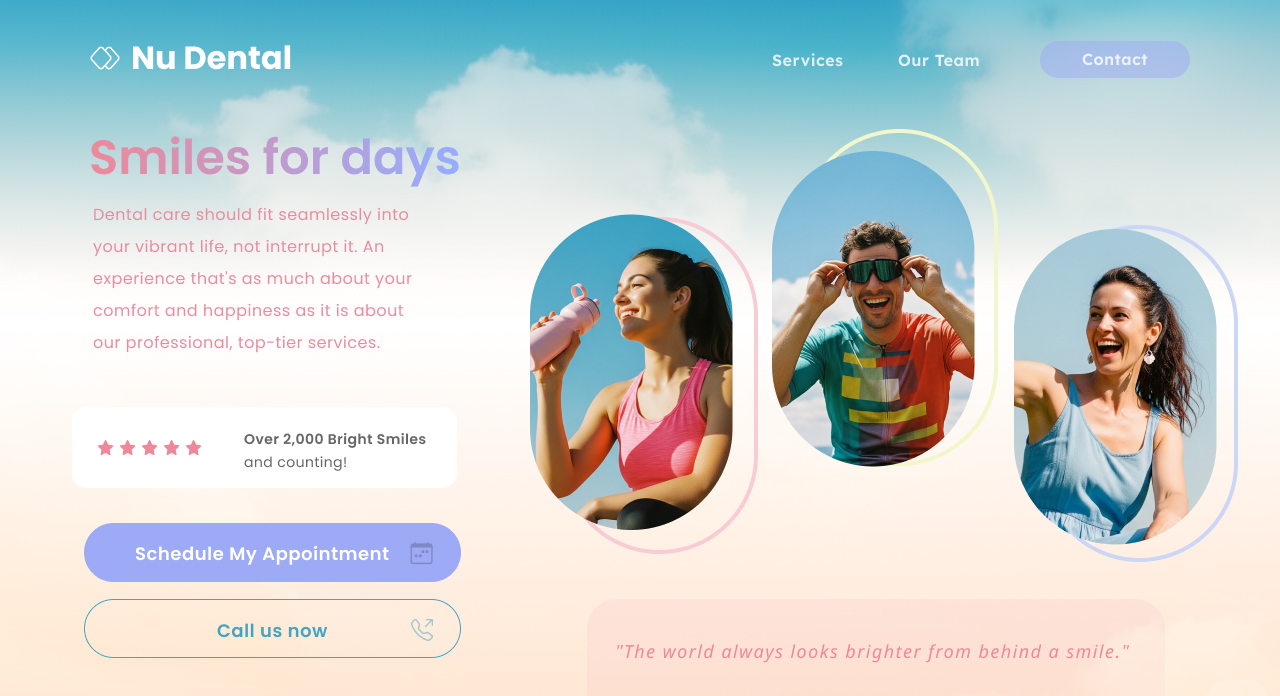 Nu Dental
Services
Our Team
Contact
Smiles for days
Dental care should fit seamlessly into
your vibrant life, not interrupt it. An
experience that's as much about your
comfort and happiness as it is about
our professional, top-tier services.
Over 2,000 Bright Smiles
and counting!
Schedule My Appointment
Call us now
"The world always looks brighter from behind a smile."